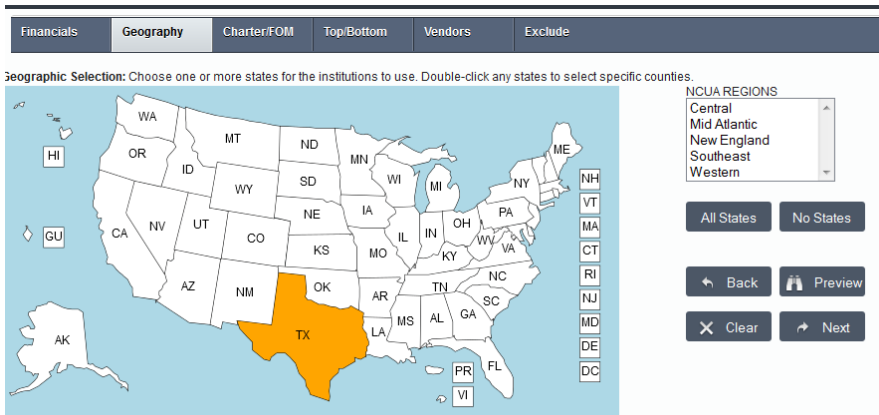 Financials Geography Charter/FOM Top/Bottom Vendors Exclude
Geographic Selection: Choose one or more states for the institutions to use. Double-click any states to select specific counties.
NCUA REGIONS
Central
Mid Atlantic
New England
Southeast
Western
All States No States
Back Preview
Clear Next
WA
MT
ND
MN
ME
HI
OR
ID
WY
SD
WI
MI
NY
NH
VT
GU
CA
NV
UT
CO
NE
IA
IL
IN
OH
PA
MA
KS
MO
KY
WV
VA
CT
AZ
NM
OK
AR
TN
NC
RI
NJ
AK
TX
LA
MS
AL
GA
SC
MD
DE
FL
PR
DC
VI